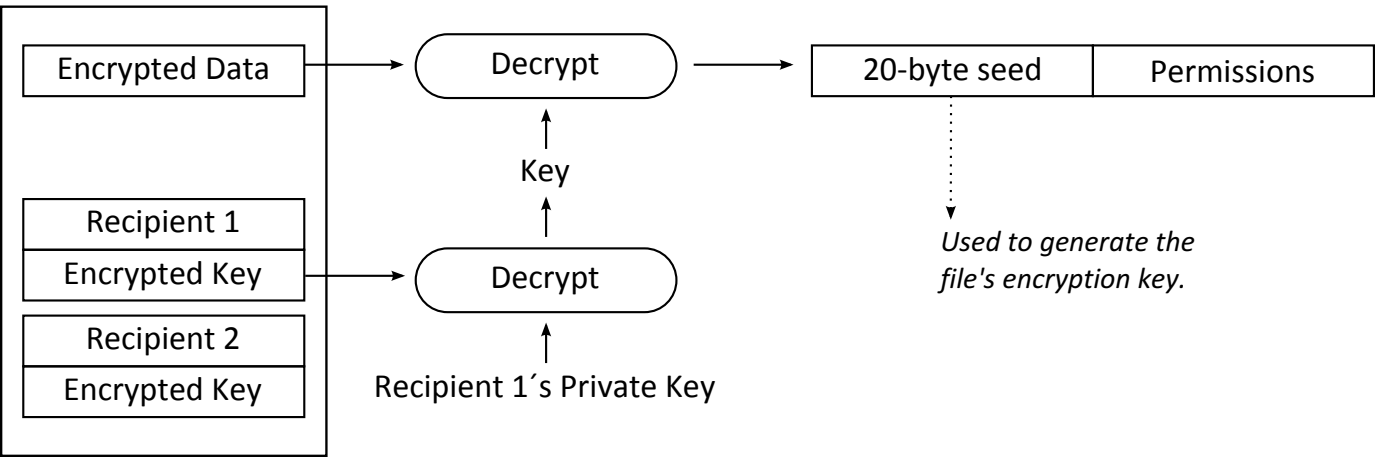 Encrypted Data
Decrypt
20-byte seed
Permissions
Key
Recipient 1
Encrypted Key
Decrypt
Used to generate the
file's encryption key.
Recipient 2
Encrypted Key
Recipient 1´s Private Key